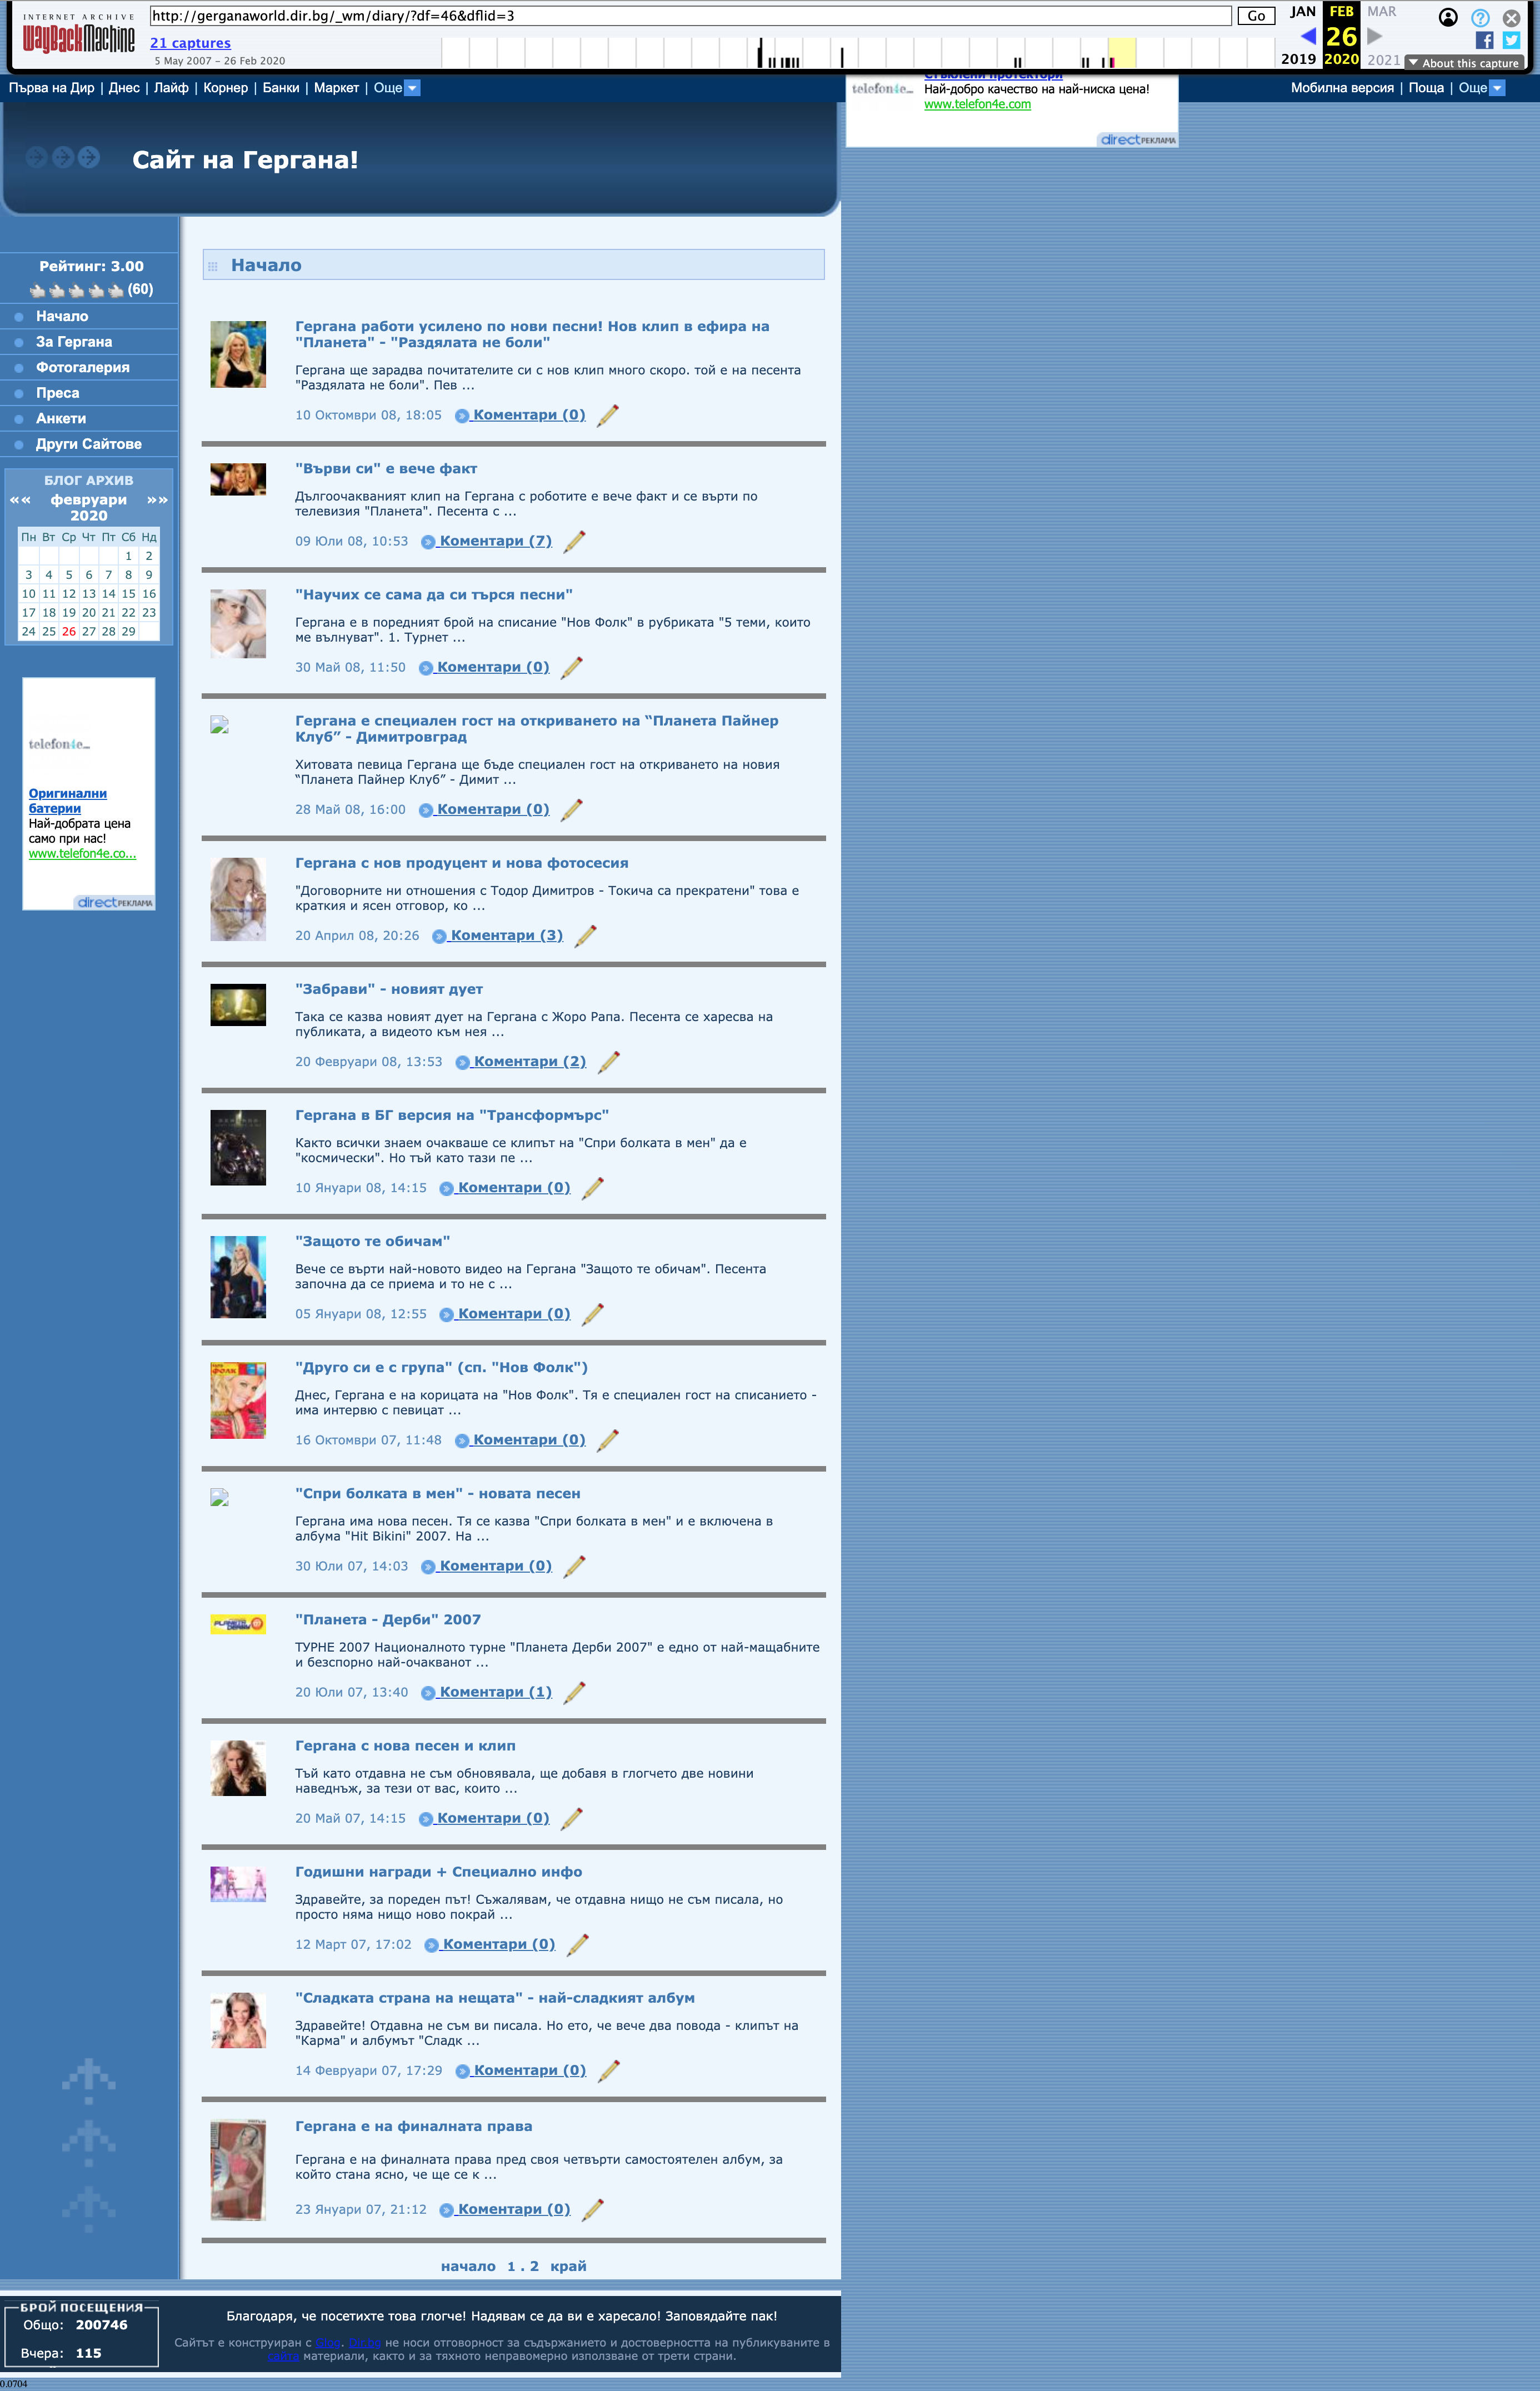 INTERNET ARCHIVE
WayBackMachine
http://gerganaworld.dir.bg/_wm/diary/?df=46&dflid=3
Go
JAN FEB MAR
21 captures
26
5 May 2007 – 26 Feb 2020
2019 2020 2021
About this capture
Първа на Дир | Днес | Лайф | Корнер | Банки | Маркет | Още
Мобилна версия | Поща | Още
telefon4e...
Стъклени протектори
Най-добро качество на най-ниска цена!
www.telefon4e.com
direct РЕКЛАМА
Сайт на Гергана!
Рейтинг: 3.00
(60)
Начало
За Гергана
Фотогалерия
Преса
Анкети
Други Сайтове
БЛОГ АРХИВ
«« февруари »»
2020
Пн Вт Ср Чт Пт Сб Нд
1 2
3 4 5 6 7 8 9
10 11 12 13 14 15 16
17 18 19 20 21 22 23
24 25 26 27 28 29
telefon4e...
Оригинални
батерии
Най-добрата цена
само при нас!
www.telefon4e.co...
direct РЕКЛАМА
Начало
Гергана работи усилено по нови песни! Нов клип в ефира на
"Планета" - "Раздялата не боли"
Гергана ще зарадва почитателите си с нов клип много скоро. той е на песента
"Раздялата не боли". Пев ...
10 Октомври 08, 18:05 Коментари (0)
"Върви си" е вече факт
Дългоочакваният клип на Гергана с роботите е вече факт и се върти по
телевизия "Планета". Песента с ...
09 Юли 08, 10:53 Коментари (7)
"Научих се сама да си търся песни"
Гергана е в поредният брой на списание "Нов Фолк" в рубриката "5 теми, които
ме вълнуват". 1. Турнет ...
30 Май 08, 11:50 Коментари (0)
Гергана е специален гост на откриването на “Планета Пайнер
Клуб” - Димитровград
Хитовата певица Гергана ще бъде специален гост на откриването на новия
“Планета Пайнер Клуб” - Димит ...
28 Май 08, 16:00 Коментари (0)
Гергана с нов продуцент и нова фотосесия
"Договорните ни отношения с Тодор Димитров - Токича са прекратени" това е
краткия и ясен отговор, ко ...
20 Април 08, 20:26 Коментари (3)
"Забрави" - новият дует
Така се казва новият дует на Гергана с Жоро Рапа. Песента се харесва на
публиката, а видеото към нея ...
20 Февруари 08, 13:53 Коментари (2)
Гергана в БГ версия на "Трансформърс"
Както всички знаем очакваше се клипът на "Спри болката в мен" да е
"космически". Но тъй като тази пе ...
10 Януари 08, 14:15 Коментари (0)
"Защото те обичам"
Вече се върти най-новото видео на Гергана "Защото те обичам". Песента
започна да се приема и то не с ...
05 Януари 08, 12:55 Коментари (0)
"Друго си е с група" (сп. "Нов Фолк")
Днес, Гергана е на корицата на "Нов Фолк". Тя е специален гост на списанието -
има интервю с певицат ...
16 Октомври 07, 11:48 Коментари (0)
"Спри болката в мен" - новата песен
Гергана има нова песен. Тя се казва "Спри болката в мен" и е включена в
албума "Hit Bikini" 2007. На ...
30 Юли 07, 14:03 Коментари (0)
"Планета - Дерби" 2007
ТУРНЕ 2007 Националното турне "Планета Дерби 2007" е едно от най-мащабните
и безспорно най-очакванот ...
20 Юли 07, 13:40 Коментари (1)
Гергана с нова песен и клип
Тъй като отдавна не съм обновявала, ще добавя в глогчето две новини
наведнъж, за тези от вас, които ...
20 Май 07, 14:15 Коментари (0)
Годишни награди + Специално инфо
Здравейте, за пореден път! Съжалявам, че отдавна нищо не съм писала, но
просто няма нищо ново покрай ...
12 Март 07, 17:02 Коментари (0)
"Сладката страна на нещата" - най-сладкият албум
Здравейте! Отдавна не съм ви писала. Но ето, че вече два повода - клипът на
"Карма" и албумът "Сладк ...
14 Февруари 07, 17:29 Коментари (0)
Гергана е на финалната права
Гергана е на финалната права пред своя четвърти самостоятелен албум, за
който стана ясно, че ще се к ...
23 Януари 07, 21:12 Коментари (0)
начало 1 . 2 край
БРОЙ ПОСЕЩЕНИЯ
Общо: 200746
Вчера: 115
Благодаря, че посетихте това глогче! Надявам се да ви е харесало! Заповядайте пак!
Сайтът е конструиран с . не носи отговорност за съдържанието и достоверността на публикуваните в
материали, както и за тяхното неправомерно използване от трети страни.
0.0704